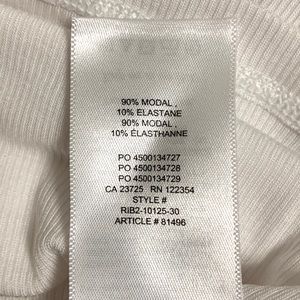 90% MODAL ,
10% ELASTANE
90% MODAL ,
10% ÉLASTHANNE
PO 4500134727
PO 4500134728
PO 4500134729
CA 23725 RN 122354
STYLE #
RIB2-10125-30
ARTICLE # 81496